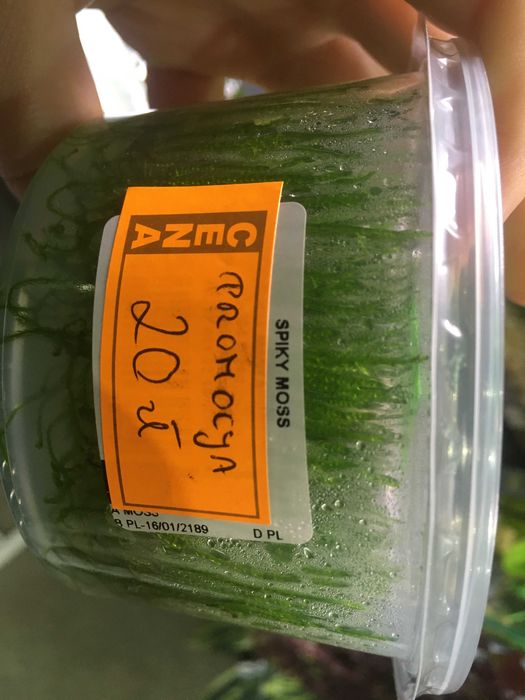 SPIKY MOSS
CENA
PROMOCJA
20 zł
A MOSS
B PL-16/01/2189 D PL